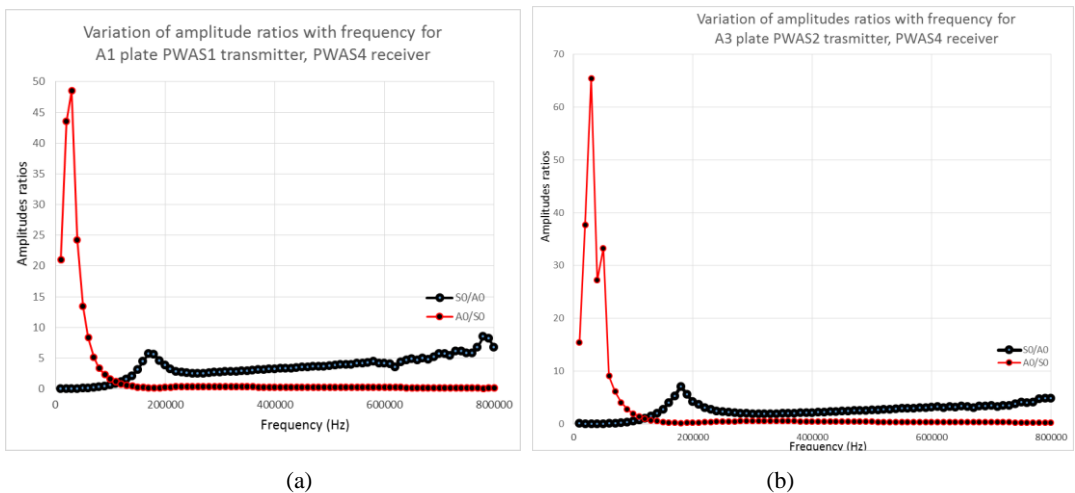 Variation of amplitude ratios with frequency for
A1 plate PWAS1 transmitter, PWAS4 receiver
50
45
40
35
30
25
20
15
10
5
0
Amplitudes ratios
S0/A0
A0/S0
0
200000
400000
600000
800000
Frequency (Hz)
(a)
Variation of amplitudes ratios with frequency for
A3 plate PWAS2 trasmitter, PWAS4 receiver
70
60
50
40
30
20
10
0
Amplitudes ratios
S0/A0
A0/S0
0
200000
400000
600000
800000
Frequency (Hz)
(b)